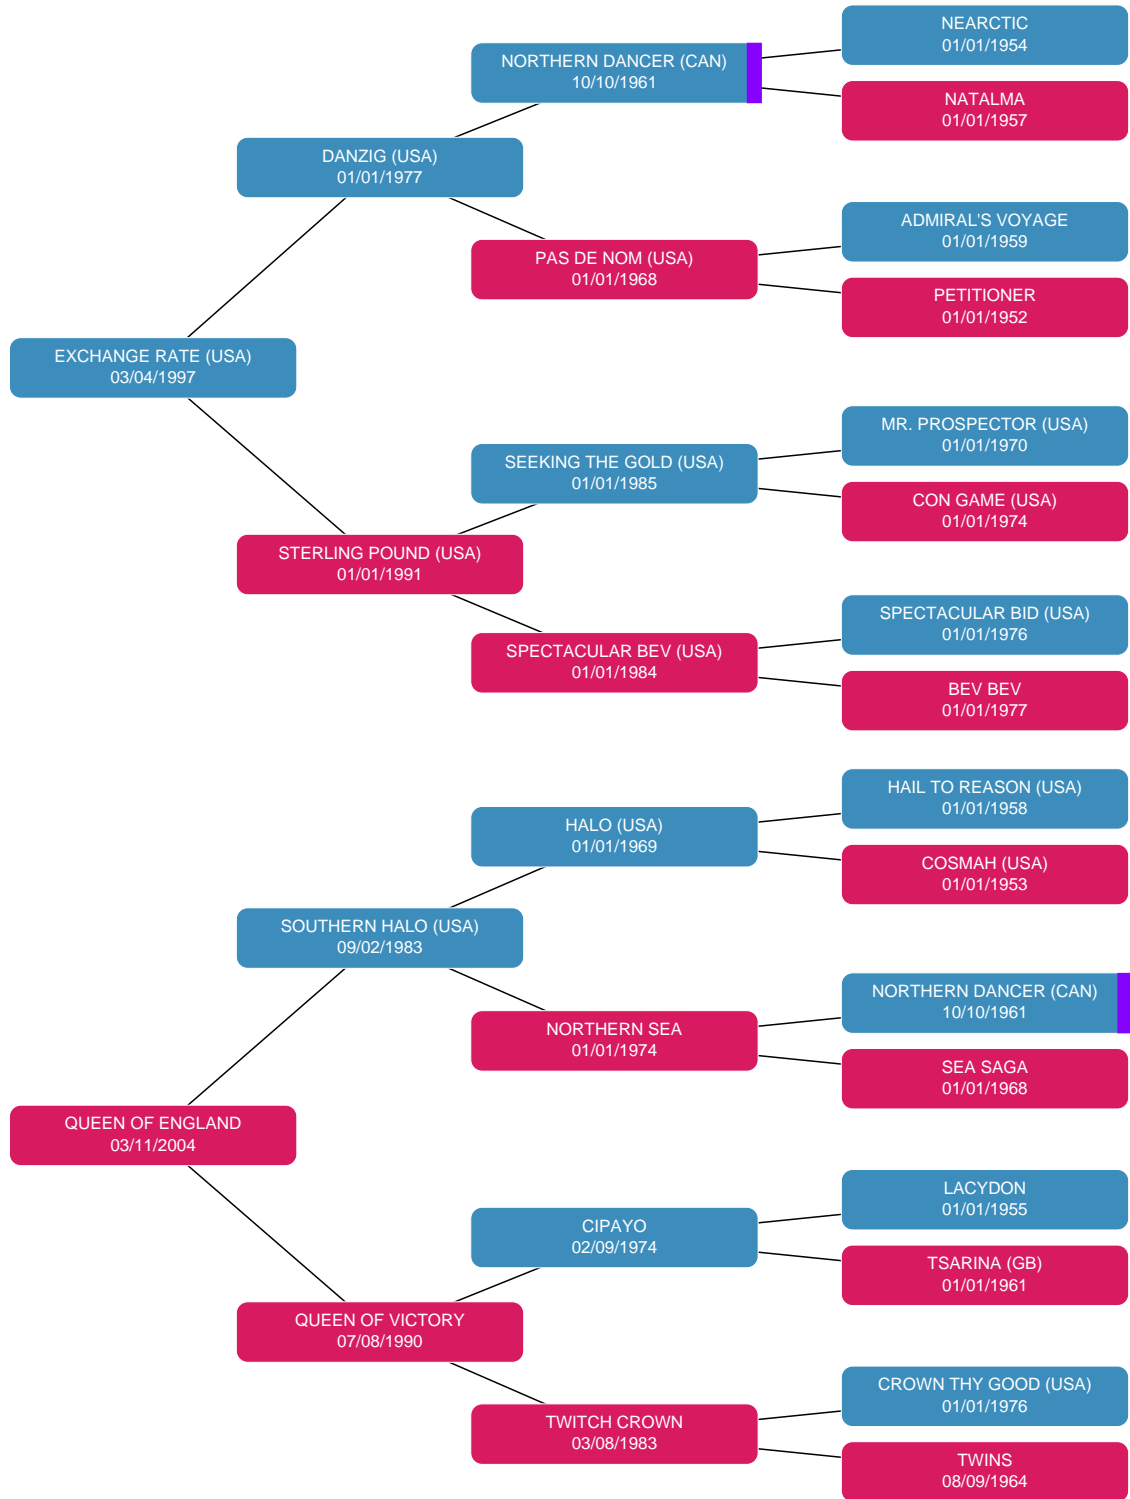 NEARCTIC
01/01/1954
NORTHERN DANCER (CAN)
10/10/1961
NATALMA
01/01/1957
DANZIG (USA)
01/01/1977
ADMIRAL'S VOYAGE
01/01/1959
PAS DE NOM (USA)
01/01/1968
PETITIONER
01/01/1952
EXCHANGE RATE (USA)
03/04/1997
MR. PROSPECTOR (USA)
01/01/1970
SEEKING THE GOLD (USA)
01/01/1985
CON GAME (USA)
01/01/1974
STERLING POUND (USA)
01/01/1991
SPECTACULAR BID (USA)
01/01/1976
SPECTACULAR BEV (USA)
01/01/1984
BEV BEV
01/01/1977
HAIL TO REASON (USA)
01/01/1958
HALO (USA)
01/01/1969
COSMAH (USA)
01/01/1953
SOUTHERN HALO (USA)
09/02/1983
NORTHERN DANCER (CAN)
10/10/1961
NORTHERN SEA
01/01/1974
SEA SAGA
01/01/1968
QUEEN OF ENGLAND
03/11/2004
LACYDON
01/01/1955
CIPAYO
02/09/1974
TSARINA (GB)
01/01/1961
QUEEN OF VICTORY
07/08/1990
CROWN THY GOOD (USA)
01/01/1976
TWITCH CROWN
03/08/1983
TWINS
08/09/1964